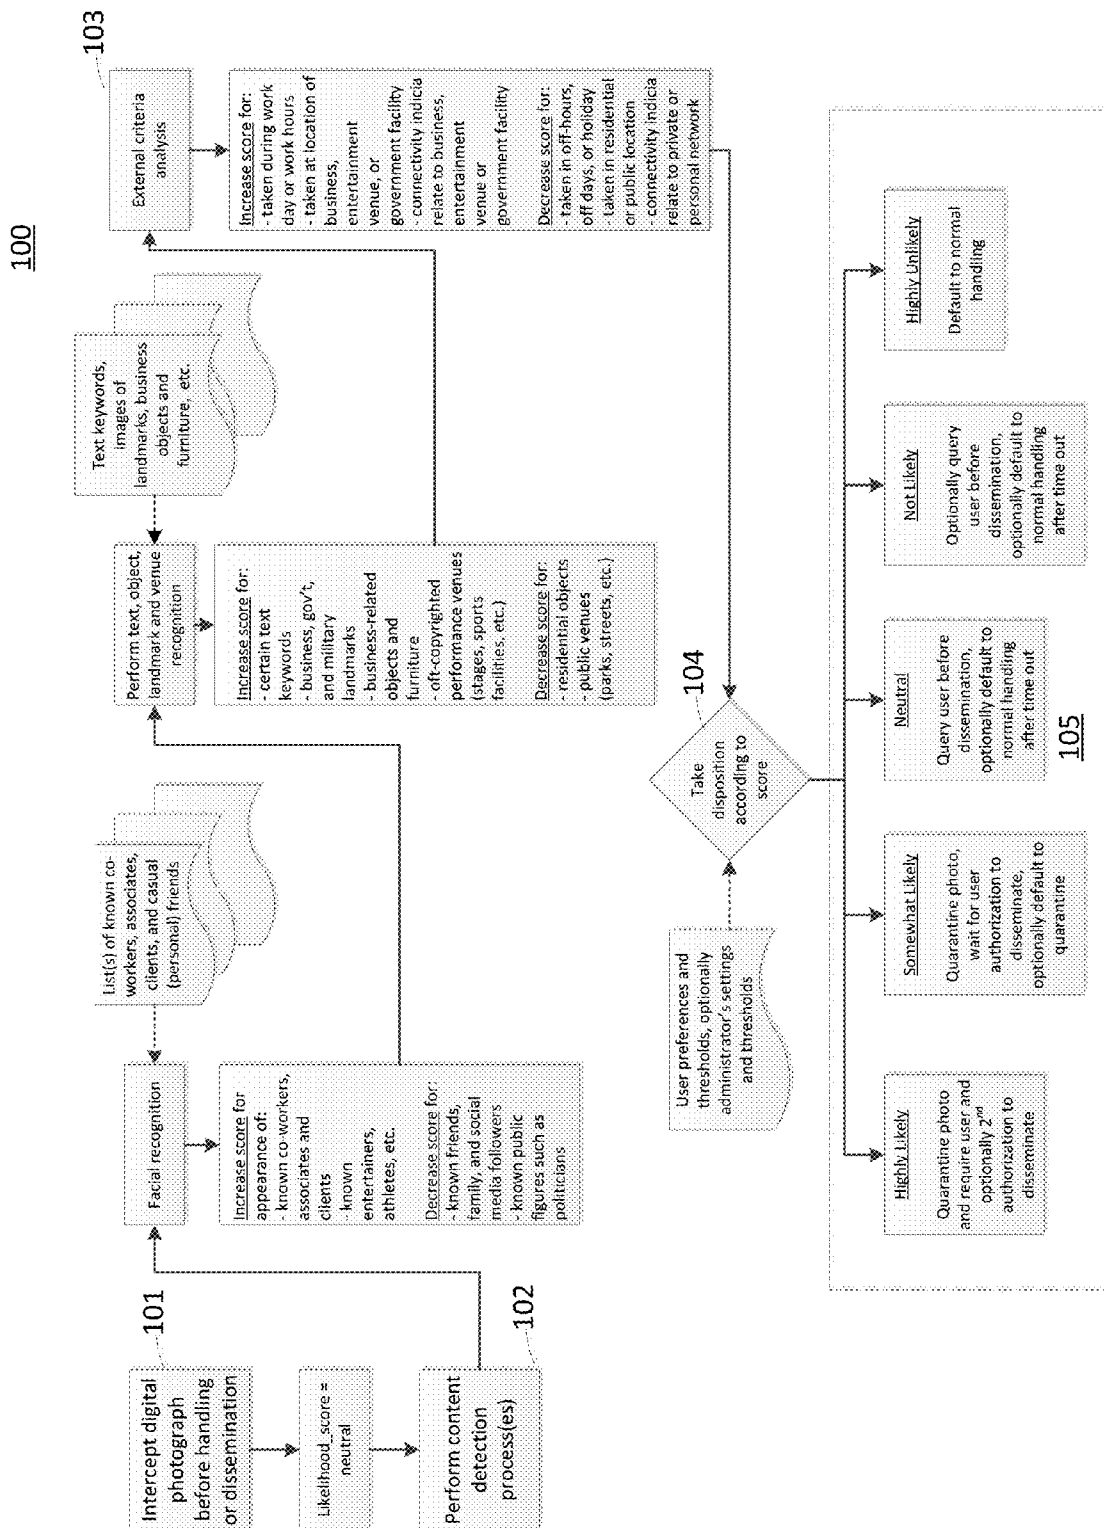 100
101
Intercept digital
photograph
before handling
or dissemination
Likelihood_score =
neutral
Perform content
detection
process(es)
102
Facial recognition
List(s) of known co-
workers, associates,
clients, and casual
(personal) friends
Increase score for
appearance of:
- known co-workers,
associates and
clients
- known
entertainers,
athletes, etc.
Decrease score for:
- known friends,
family, and social
media followers
- known public
figures such as
politicians
Perform text, object,
landmark and venue
recognition
Text keywords,
images of
landmarks, business
objects and
furniture, etc.
Increase score for:
- certain text
keywords
- business, gov't,
and military
landmarks
- business-related
objects and
furniture
- oft-copyrighted
performance venues
(stages, sports
facilities, etc.)
Decrease score for:
- residential objects
- public venues
(parks, streets, etc.)
103
External criteria
analysis
Increase score for:
- taken during work
day or work hours
- taken at location of
business,
entertainment
venue, or
government facility
- connectivity indicia
relate to business,
entertainment
venue or
government facility
Decrease score for:
- taken in off-hours,
off days, or holiday
- taken in residential
or public location
- connectivity indicia
relate to private or
personal network
User preferences and
thresholds, optionally
administrator's settings
and thresholds
104
Take
disposition
according to
score
Highly Likely
Quarantine photo
and require user and
optionally 2nd
authorization to
disseminate
Somewhat Likely
Quarantine photo,
wait for user
authorization to
disseminate,
optionally default to
quarantine
Neutral
Query user before
dissemination,
optionally default to
normal handling
after time out
Not Likely
Optionally query
user before
dissemination,
optionally default to
normal handling
after time out
Highly Unlikely
Default to normal
handling
105